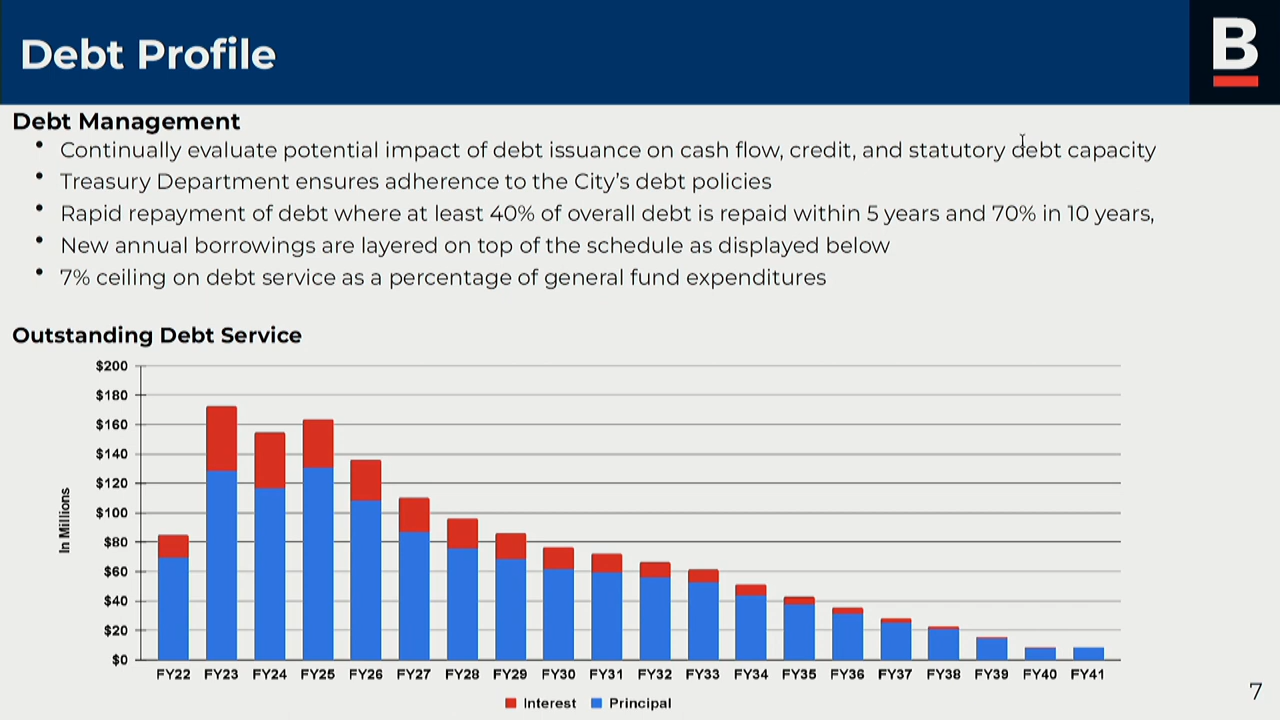 Debt Profile
B
Debt Management
• Continually evaluate potential impact of debt issuance on cash flow, credit, and statutory debt capacity
• Treasury Department ensures adherence to the City's debt policies
• Rapid repayment of debt where at least 40% of overall debt is repaid within 5 years and 70% in 10 years,
• New annual borrowings are layered on top of the schedule as displayed below
• 7% ceiling on debt service as a percentage of general fund expenditures
Outstanding Debt Service
In Millions
$200
$180
$160
$140
$120
$100
$80
$60
$40
$20
$0
FY22 FY23 FY24 FY25 FY26 FY27 FY28 FY29 FY30 FY31 FY32 FY33 FY34 FY35 FY36 FY37 FY38 FY39 FY40 FY41
Interest Principal
7